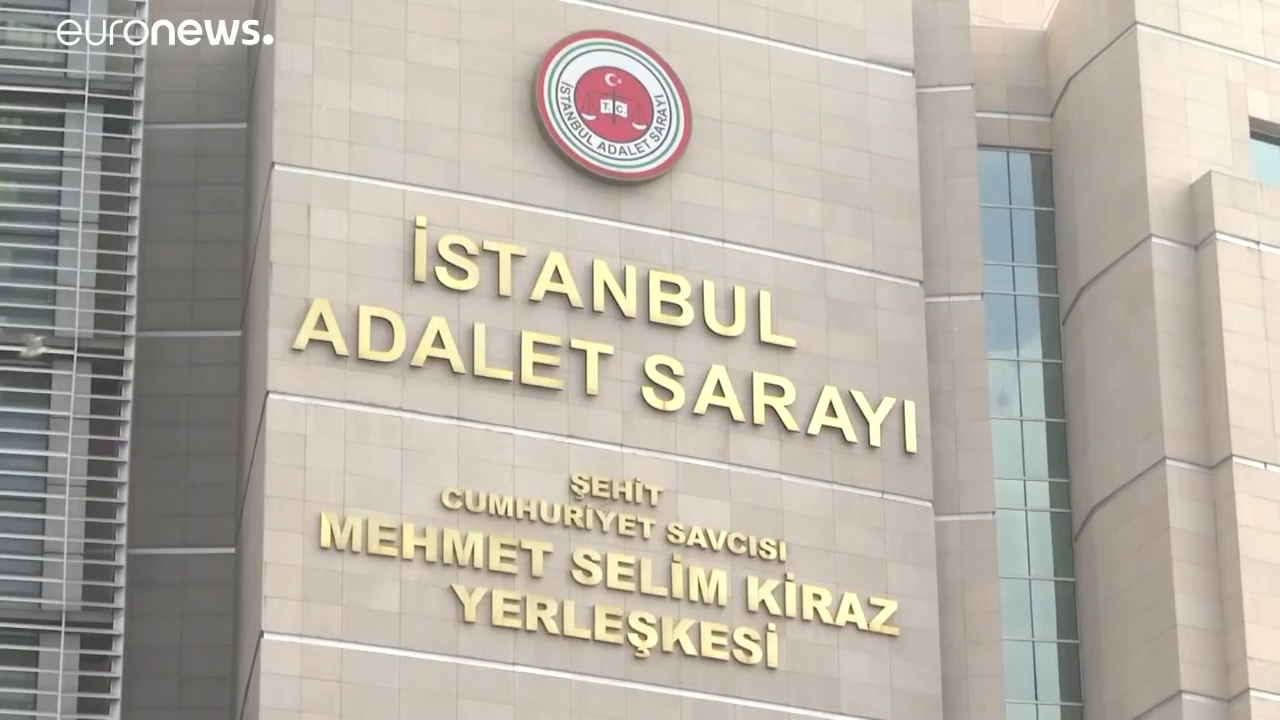 euronews.
T.C.
İSTANBUL ADALET SARAYI
İSTANBUL
ADALET SARAYI
ŞEHİT
CUMHURİYET SAVCISI
MEHMET SELİM KİRAZ
YERLEŞKESİ